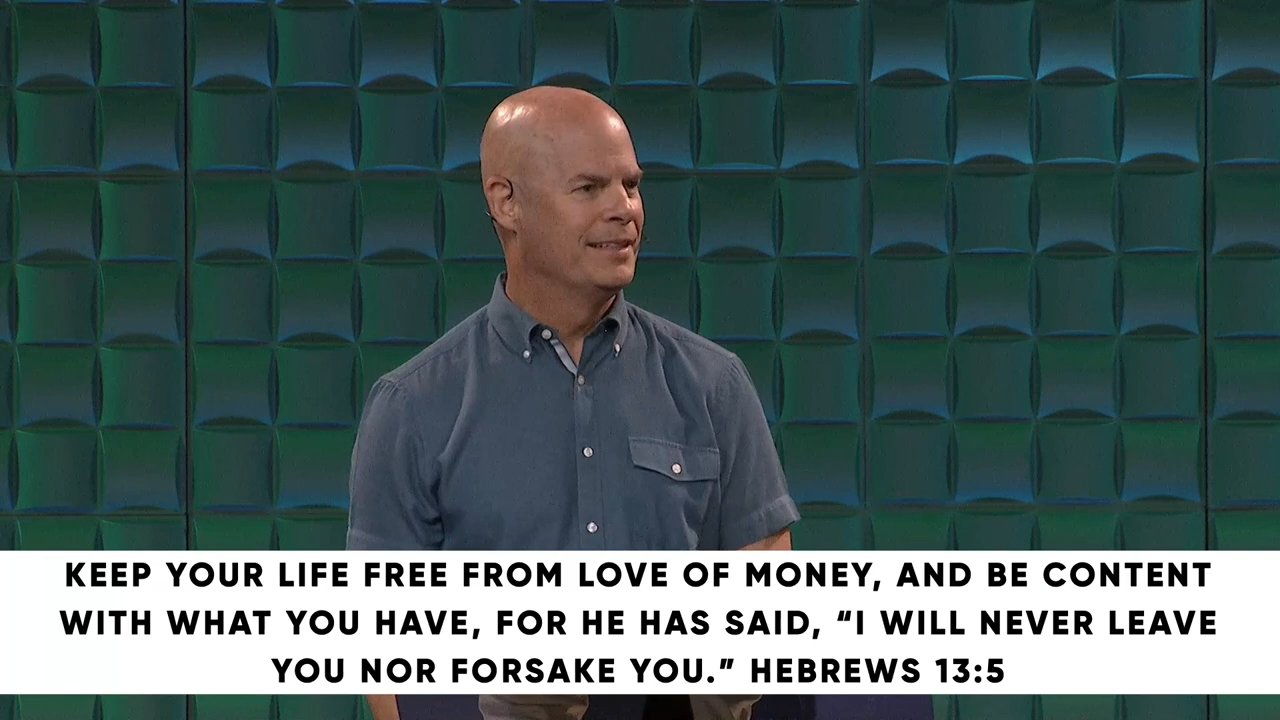 KEEP YOUR LIFE FREE FROM LOVE OF MONEY, AND BE CONTENT
WITH WHAT YOU HAVE, FOR HE HAS SAID, “I WILL NEVER LEAVE
YOU NOR FORSAKE YOU.” HEBREWS 13:5